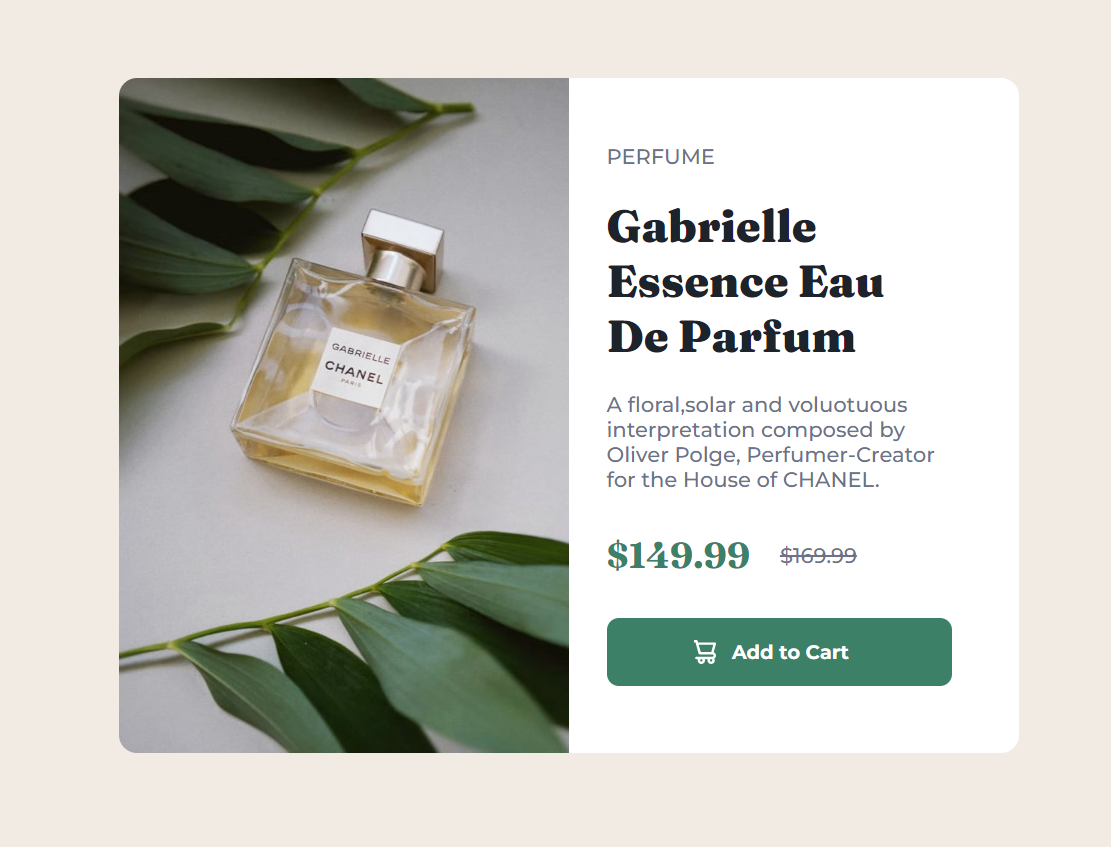 GABRIELLE
CHANEL
PARIS
PERFUME
Gabrielle
Essence Eau
De Parfum
A floral,solar and voluotuous
interpretation composed by
Oliver Polge, Perfumer-Creator
for the House of CHANEL.
$149.99 $169.99
Add to Cart